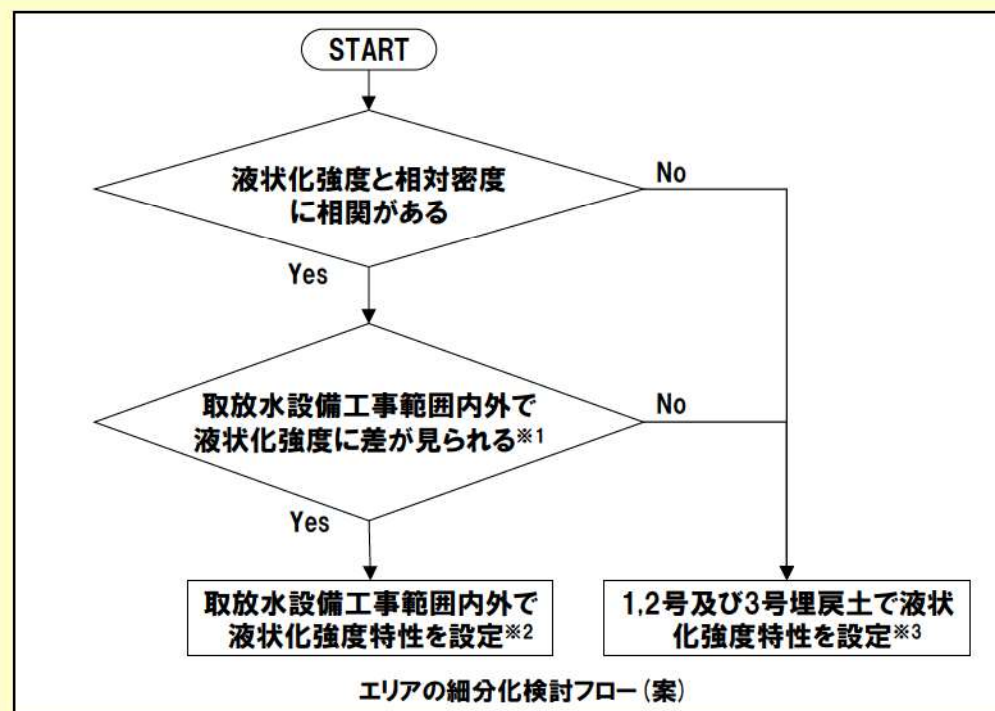 START
液状化強度と相対密度
に相関がある
No
Yes
取放水設備工事範囲内外で
液状化強度に差が見られる※1
No
Yes
取放水設備工事範囲内外で
液状化強度特性を設定※2
1,2号及び3号埋戻土で液状
化強度特性を設定※3
エリアの細分化検討フロー(案)